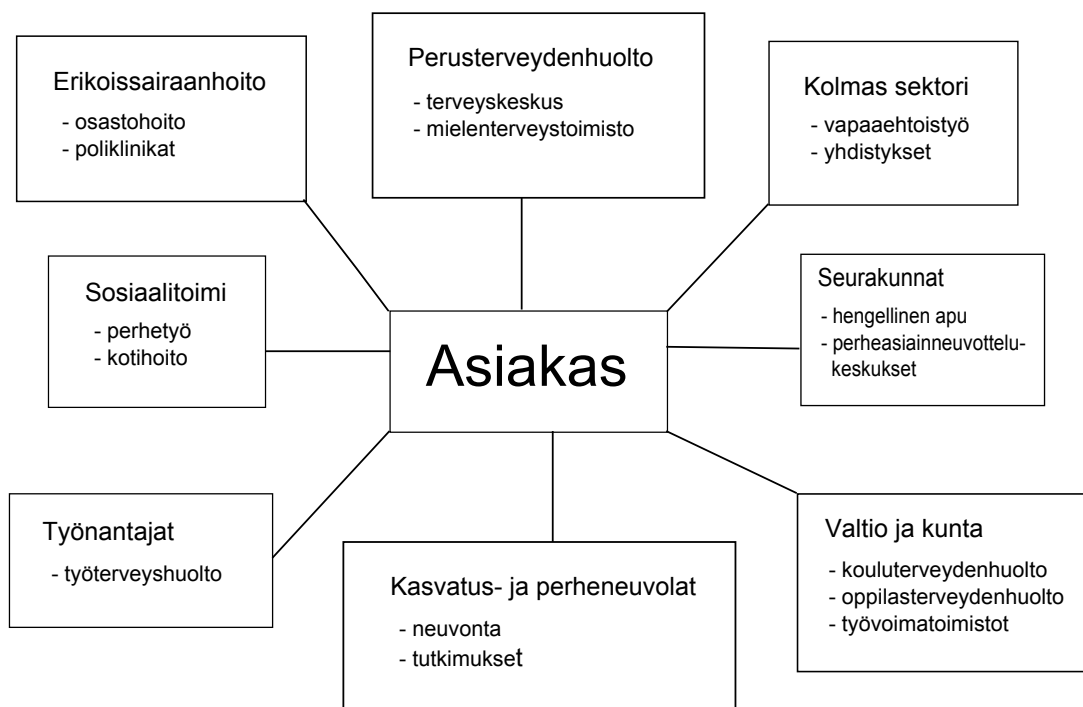 Erikoissairaanhoito
- osastohoito
- poliklinikat
Perusterveydenhuolto
- terveyskeskus
- mielenterveystoimisto
Kolmas sektori
- vapaaehtoistyö
- yhdistykset
Sosiaalitoimi
- perhetyö
- kotihoito
Asiakas
Seurakunnat
- hengellinen apu
- perheasiainneuvottelu-
keskukset
Työnantajat
- työterveyshuolto
Kasvatus- ja perheneuvolat
- neuvonta
- tutkimukset
Valtio ja kunta
- kouluterveydenhuolto
- oppilasterveydenhuolto
- työvoimatoimistot